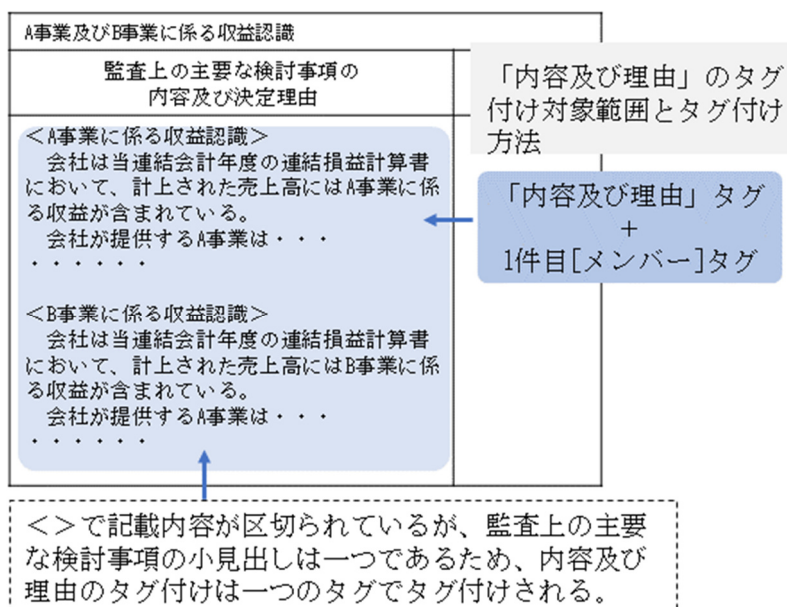 A事業及びB事業に係る収益認識
監査上の主要な検討事項の
内容及び決定理由
＜A事業に係る収益認識＞
会社は当連結会計年度の連結損益計算書
において、計上された売上高にはA事業に係
る収益が含まれている。
会社が提供するA事業は・・・
・・・・・・
＜B事業に係る収益認識＞
会社は当連結会計年度の連結損益計算書
において、計上された売上高にはB事業に係
る収益が含まれている。
会社が提供するA事業は・・・
・・・・・・
「内容及び理由」のタグ
付け対象範囲とタグ付け
方法
「内容及び理由」タグ
+
1件目[メンバー]タグ
＜＞で記載内容が区切られているが、監査上の主要
な検討事項の小見出しは一つであるため、内容及び
理由のタグ付けは一つのタグでタグ付けされる。